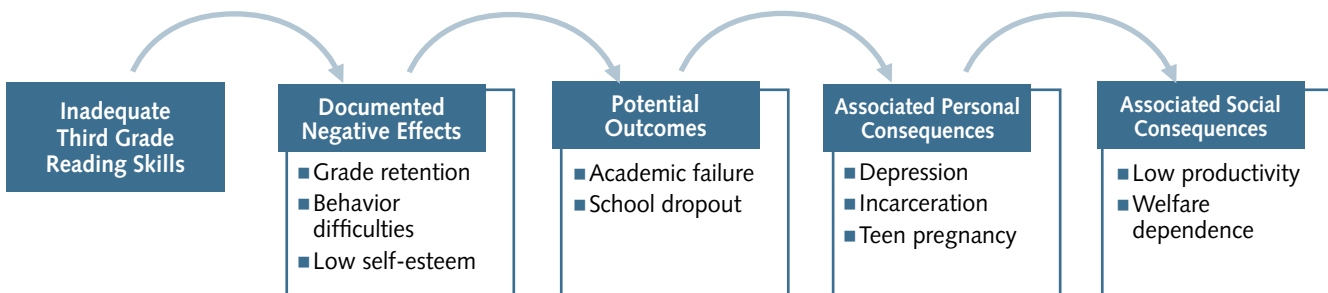 Inadequate
Third Grade
Reading Skills
Documented
Negative Effects
■ Grade retention
■ Behavior
difficulties
■ Low self-esteem
Potential
Outcomes
■ Academic failure
■ School dropout
Associated Personal
Consequences
■ Depression
■ Incarceration
■ Teen pregnancy
Associated Social
Consequences
■ Low productivity
■ Welfare
dependence